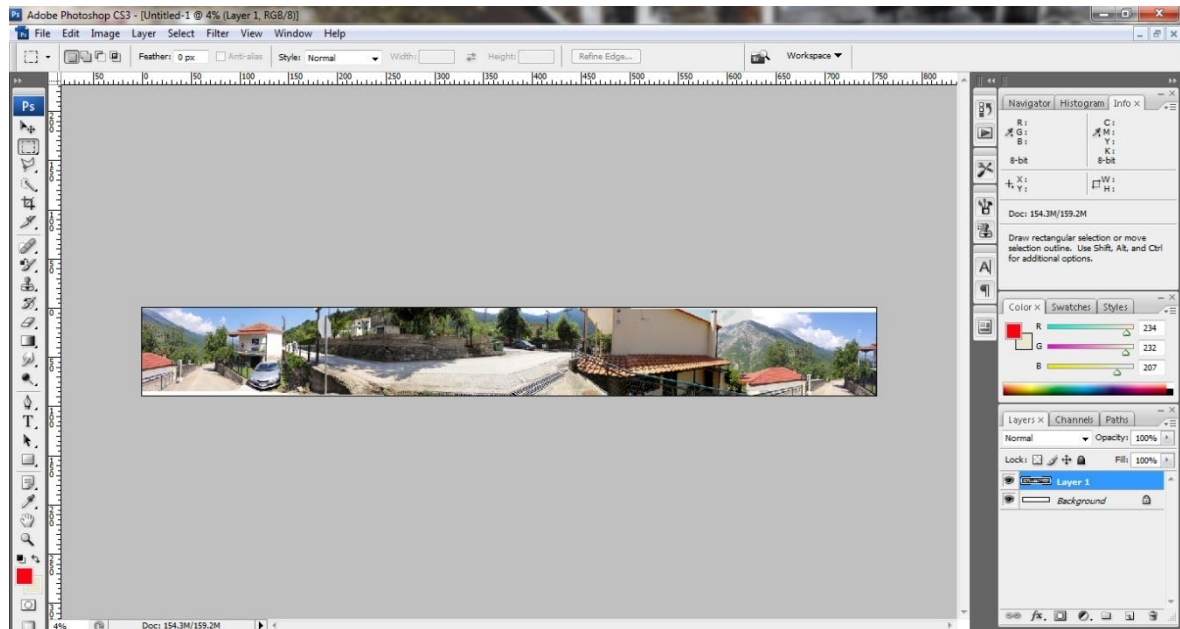 Adobe Photoshop CS3 - [Untitled-1 @ 4% (Layer 1, RGB/8)]
File Edit Image Layer Select Filter View Window Help
Feather: 0 px Anti-alias Style: Normal Width: Height: Refine Edge... Workspace
50 0 50 100 150 200 250 300 350 400 450 500 550 600 650 700 750 800
Ps
Navigator Histogram Info
R: C:
G: M:
B: Y:
K:
8-bit 8-bit
X: W:
Y: H:
Doc: 154.3M/159.2M
Draw rectangular selection or move
selection outline. Use Shift, Alt, and Ctrl
for additional options.
Color Swatches Styles
R 234
G 232
B 207
Layers Channels Paths
Normal Opacity: 100%
Lock: Fill: 100%
Layer 1
Background
4% Doc: 154.3M/159.2M